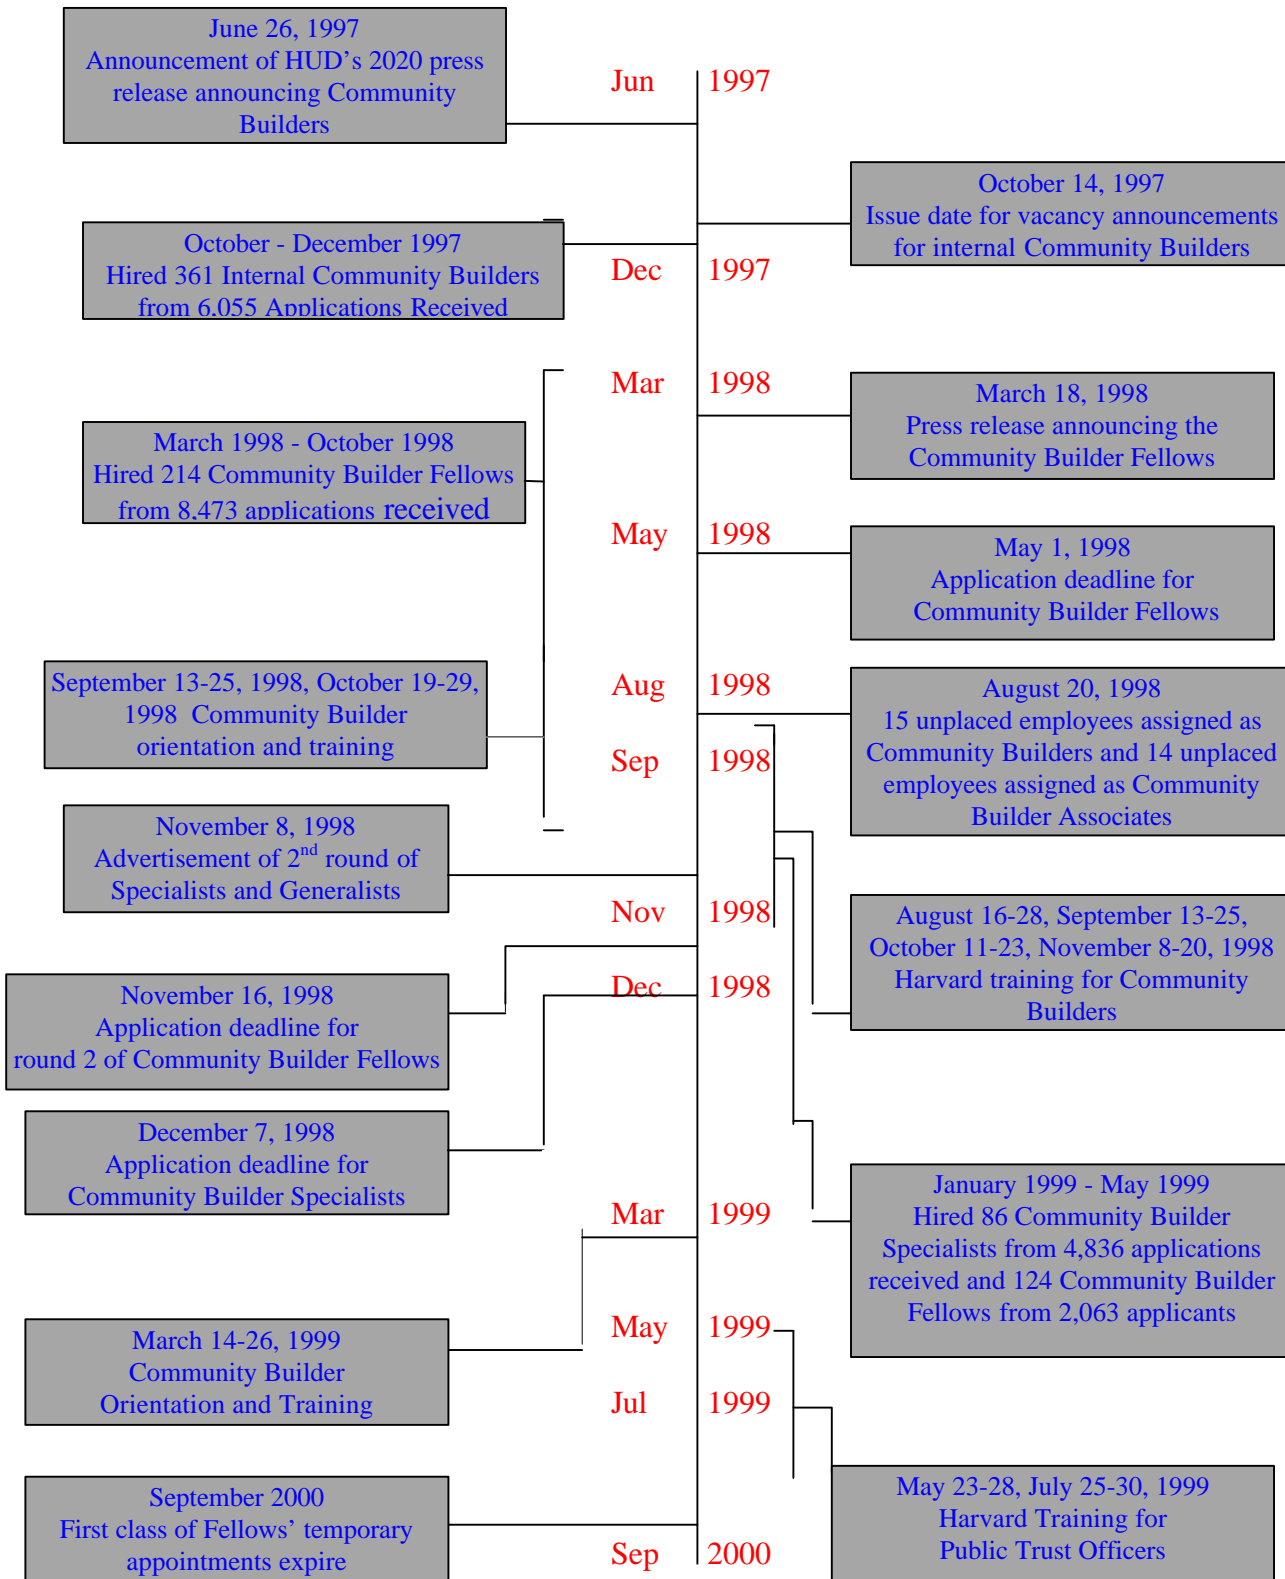 June 26, 1997
Announcement of HUD's 2020 press
release announcing Community
Builders
Jun 1997
October 14, 1997
Issue date for vacancy announcements
for internal Community Builders
October - December 1997
Hired 361 Internal Community Builders
from 6,055 Applications Received
Dec 1997
Mar 1998
March 18, 1998
Press release announcing the
Community Builder Fellows
March 1998 - October 1998
Hired 214 Community Builder Fellows
from 8,473 applications received
May 1998
May 1, 1998
Application deadline for
Community Builder Fellows
September 13-25, 1998, October 19-29,
1998 Community Builder
orientation and training
Aug 1998
August 20, 1998
15 unplaced employees assigned as
Community Builders and 14 unplaced
employees assigned as Community
Builder Associates
Sep 1998
November 8, 1998
Advertisement of 2nd round of
Specialists and Generalists
Nov 1998
August 16-28, September 13-25,
October 11-23, November 8-20, 1998
Harvard training for Community
Builders
November 16, 1998
Application deadline for
round 2 of Community Builder Fellows
Dec 1998
December 7, 1998
Application deadline for
Community Builder Specialists
January 1999 - May 1999
Hired 86 Community Builder
Specialists from 4,836 applications
received and 124 Community Builder
Fellows from 2,063 applicants
Mar 1999
March 14-26, 1999
Community Builder
Orientation and Training
May 1999
Jul 1999
May 23-28, July 25-30, 1999
Harvard Training for
Public Trust Officers
September 2000
First class of Fellows' temporary
appointments expire
Sep 2000